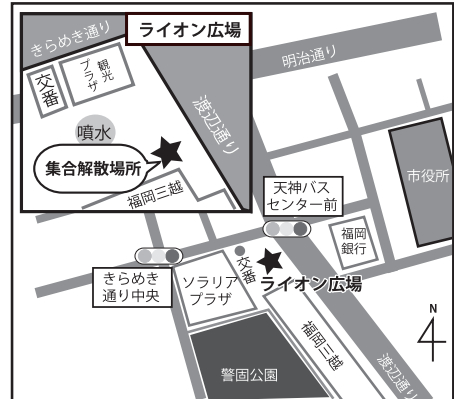 きらめき通り
ライオン広場
交番
観光
プラザ
噴水
集合解散場所
渡辺通り
福岡三越
明治通り
市役所
天神バス
センター前
福岡
銀行
きらめき
通り中央
交番
ライオン広場
ソラリア
プラザ
福岡三越
警固公園
渡辺通り
N
4